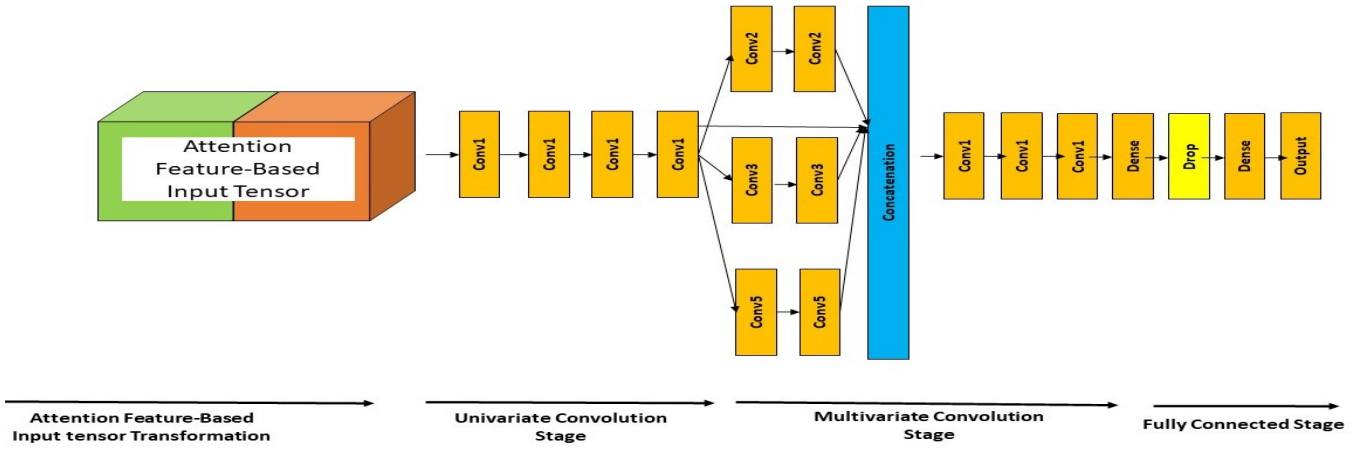 Attention
Feature-Based
Input Tensor
Conv1
Conv1
Conv1
Conv1
Conv2
Conv2
Conv3
Conv3
Conv5
Conv5
Concatenation
Conv1
Conv1
Conv1
Dense
Drop
Dense
Output
Attention Feature-Based
Input tensor Transformation
Univariate Convolution
Stage
Multivariate Convolution
Stage
Fully Connected Stage